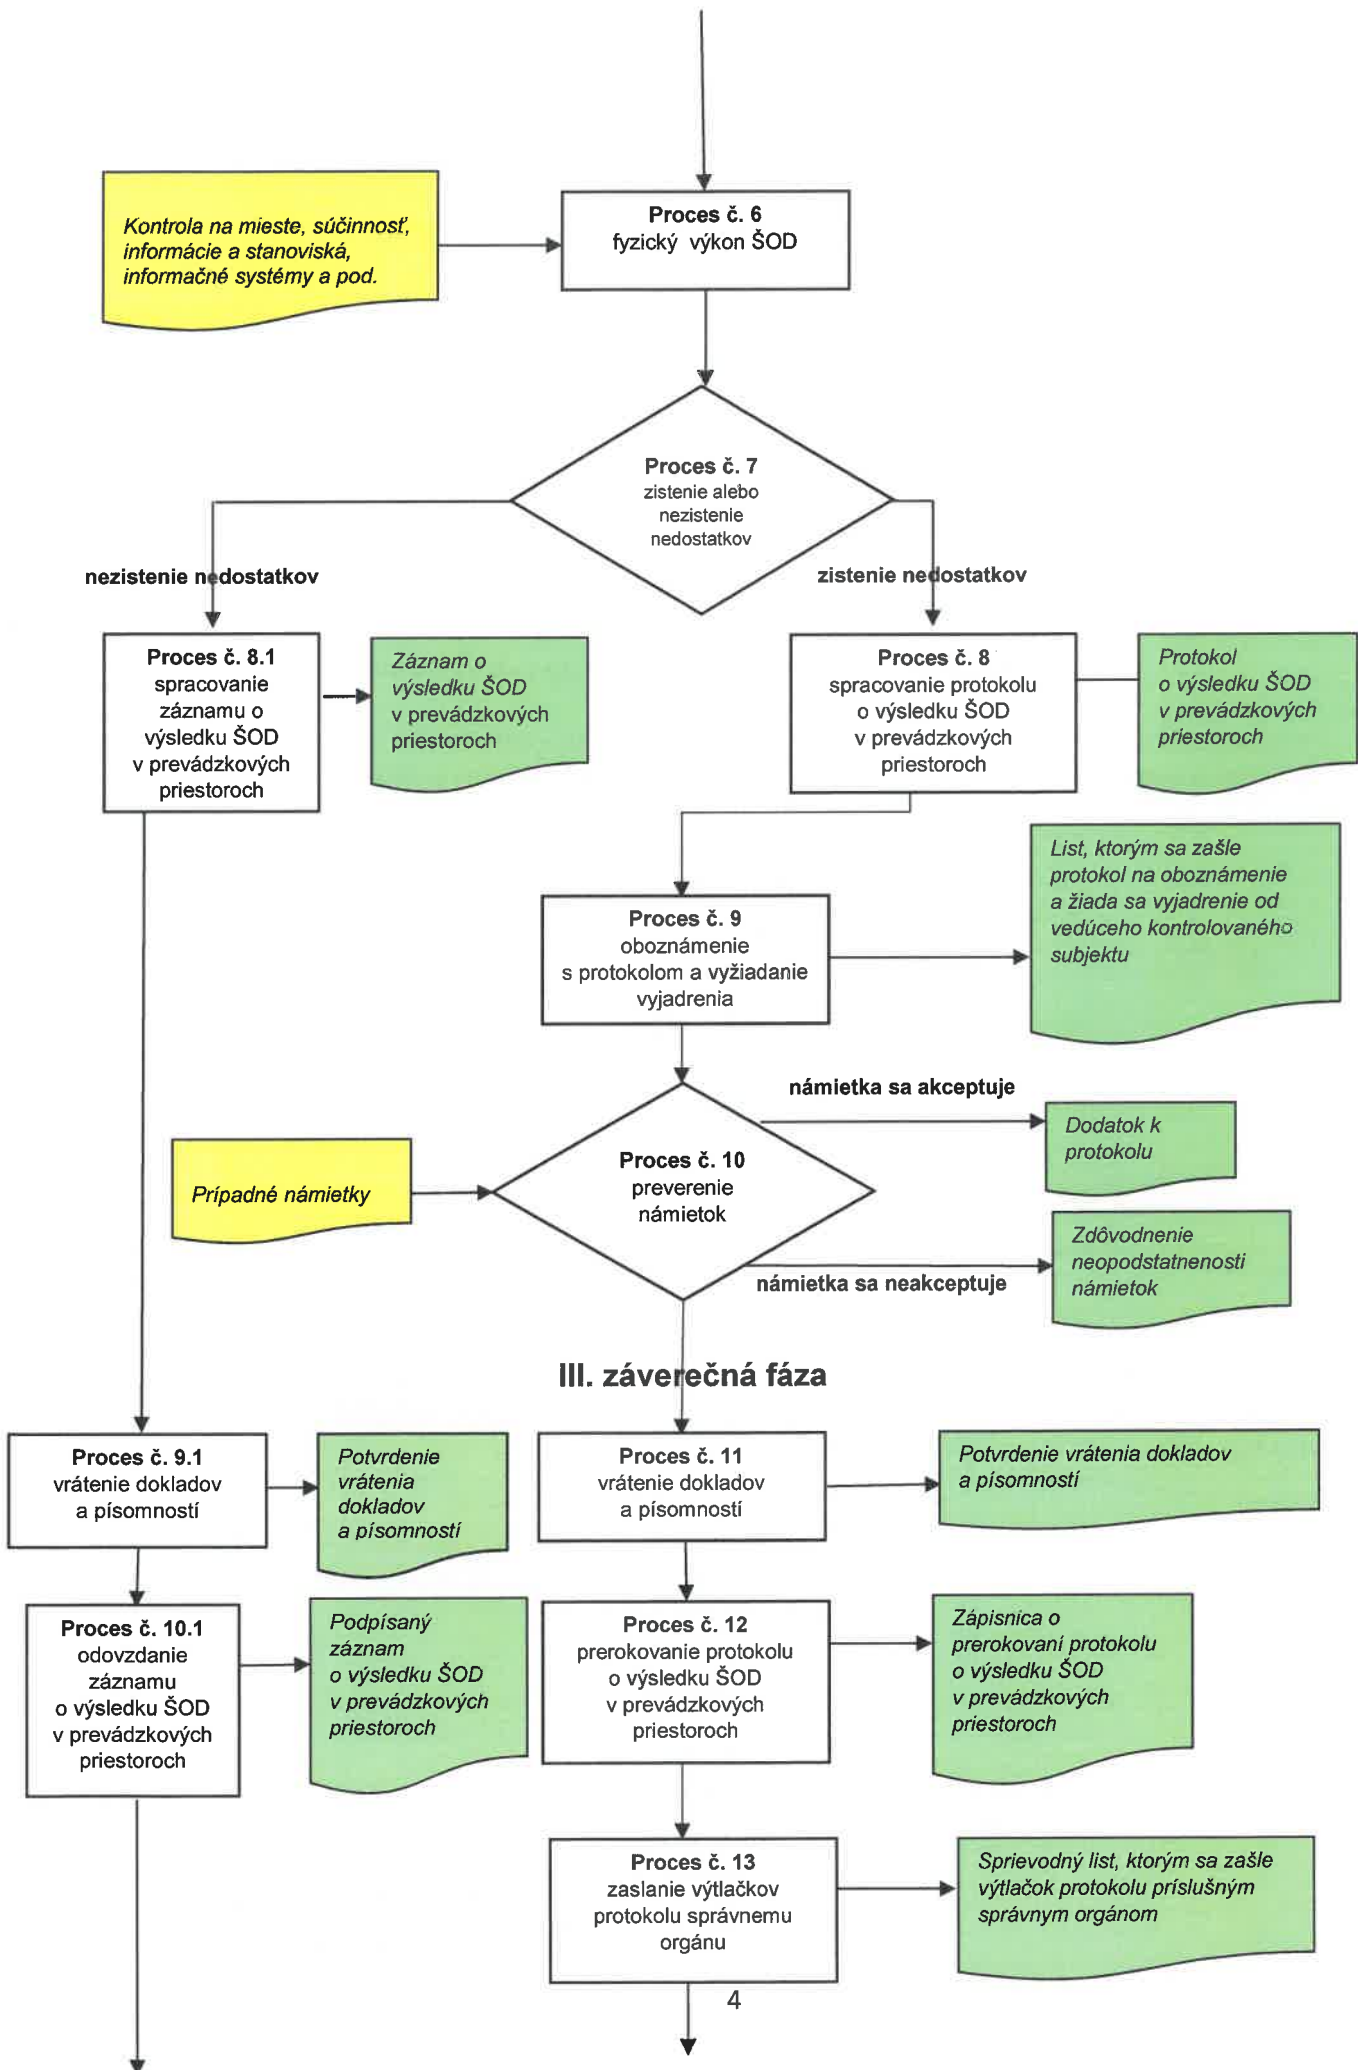 Kontrola na mieste, súčinnosť,
informácie a stanoviská,
informačné systémy a pod.
Proces č. 6
fyzický výkon ŠOD
Proces č. 7
zistenie alebo
nezistenie
nedostatkov
nezistenie nedostatkov
zistenie nedostatkov
Proces č. 8.1
spracovanie
záznamu o
výsledku ŠOD
v prevádzkových
priestoroch
Záznam o
výsledku ŠOD
v prevádzkových
priestoroch
Proces č. 8
spracovanie protokolu
o výsledku ŠOD
v prevádzkových
priestoroch
Protokol
o výsledku ŠOD
v prevádzkových
priestoroch
List, ktorým sa zašle
protokol na oboznámenie
a žiada sa vyjadrenie od
vedúceho kontrolovaného
subjektu
Proces č. 9
oboznámenie
s protokolom a vyžiadanie
vyjadrenia
námietka sa akceptuje
Dodatok k
protokolu
Prípadné námietky
Proces č. 10
preverenie
námietok
Zdôvodnenie
neopodstatnenosti
námietok
námietka sa neakceptuje
III. záverečná fáza
Proces č. 9.1
vrátenie dokladov
a písomností
Potvrdenie
vrátenia
dokladov
a písomností
Proces č. 11
vrátenie dokladov
a písomností
Potvrdenie vrátenia dokladov
a písomností
Proces č. 10.1
odovzdanie
záznamu
o výsledku ŠOD
v prevádzkových
priestoroch
Podpísaný
záznam
o výsledku ŠOD
v prevádzkových
priestoroch
Proces č. 12
prerokovanie protokolu
o výsledku ŠOD
v prevádzkových
priestoroch
Zápisnica o
prerokovaní protokolu
o výsledku ŠOD
v prevádzkových
priestoroch
Proces č. 13
zaslanie výtlačkov
protokolu správnemu
orgánu
Sprievodný list, ktorým sa zašle
výtlačok protokolu príslušným
správnym orgánom
4